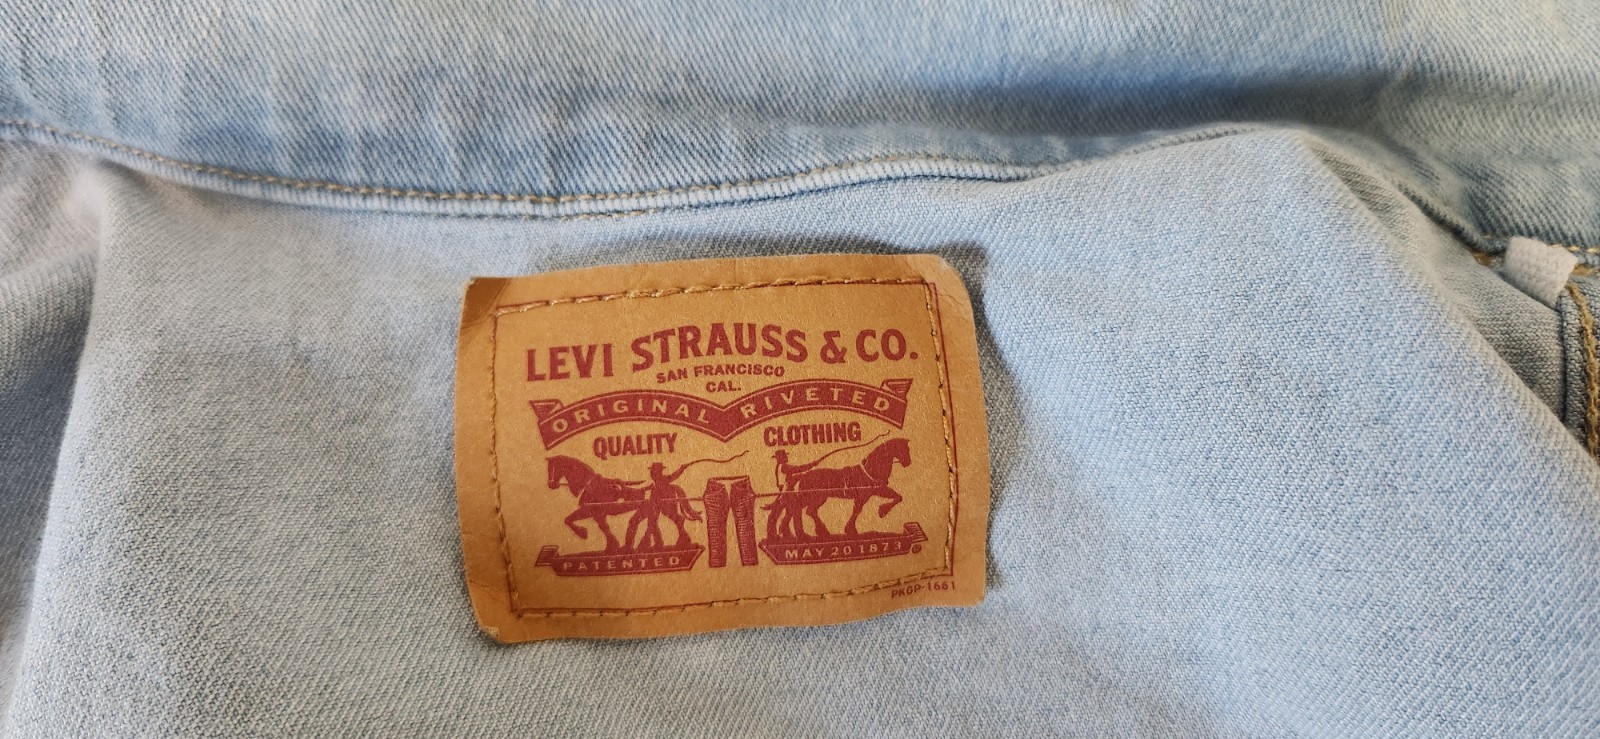 LEVI STRAUSS & CO.
SAN FRANCISCO
CAL.
ORIGINAL RIVETED
QUALITY CLOTHING
PATENTED MAY 20 1873
PKGP-1661